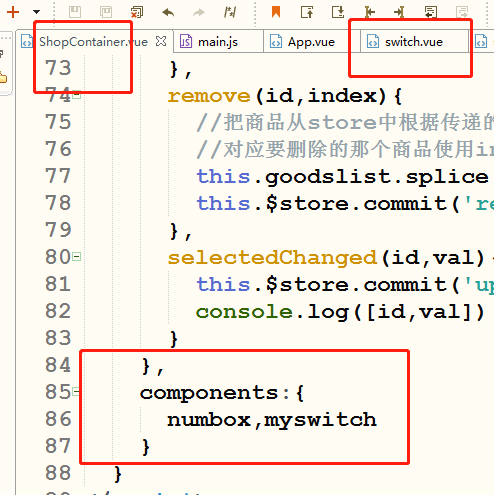 ShopContainer.vue main.js App.vue switch.vue
73 },
74 remove(id,index){
75 //把商品从store中根据传递的
76 //对应要删除的那个商品使用in
77 this.goodslist.splice
78 this.$store.commit('re
79 },
80 selectedChanged(id,val){
81 this.$store.commit('up
82 console.log([id,val])
83 }
84 },
85 components:{
86 numbox,myswitch
87 }
88 }